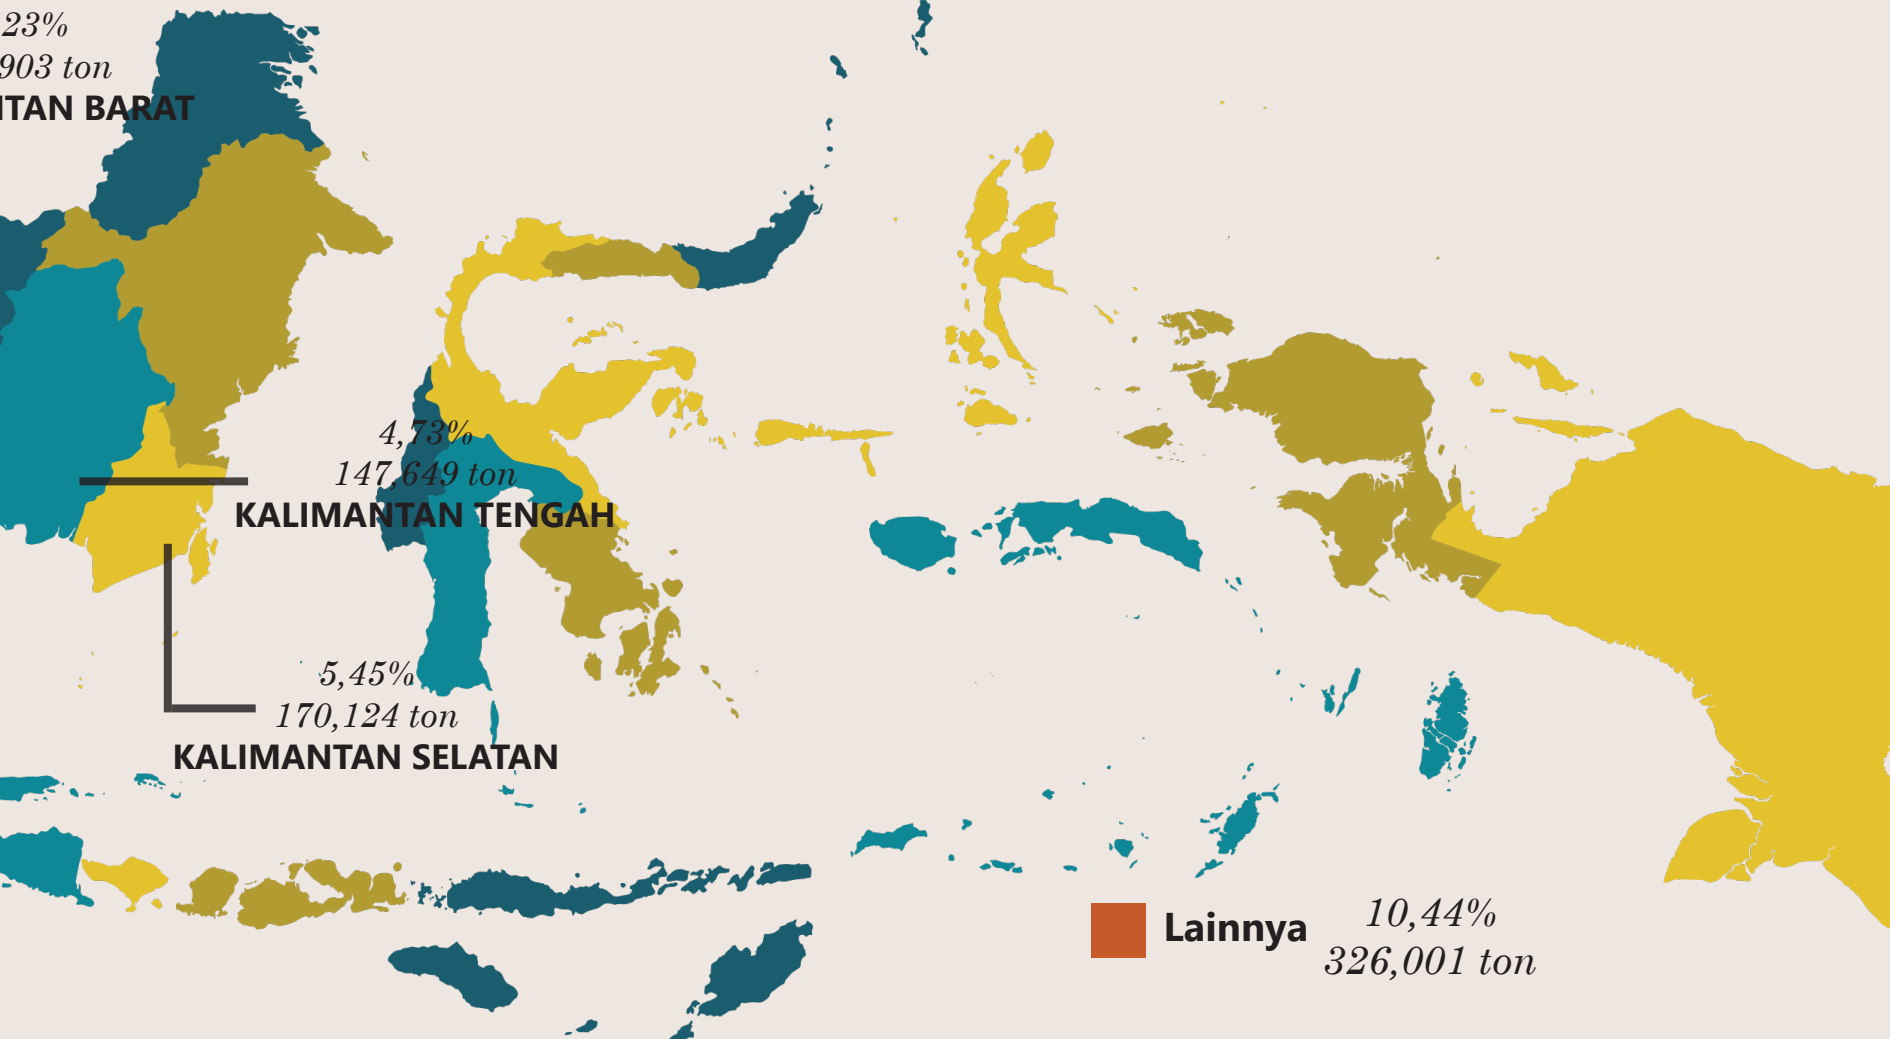 23%
903 ton
BARAT
4,73%
147,649 ton
KALIMANTAN TENGAH
5,45%
170,124 ton
KALIMANTAN SELATAN
Lainnya
10,44%
326,001 ton